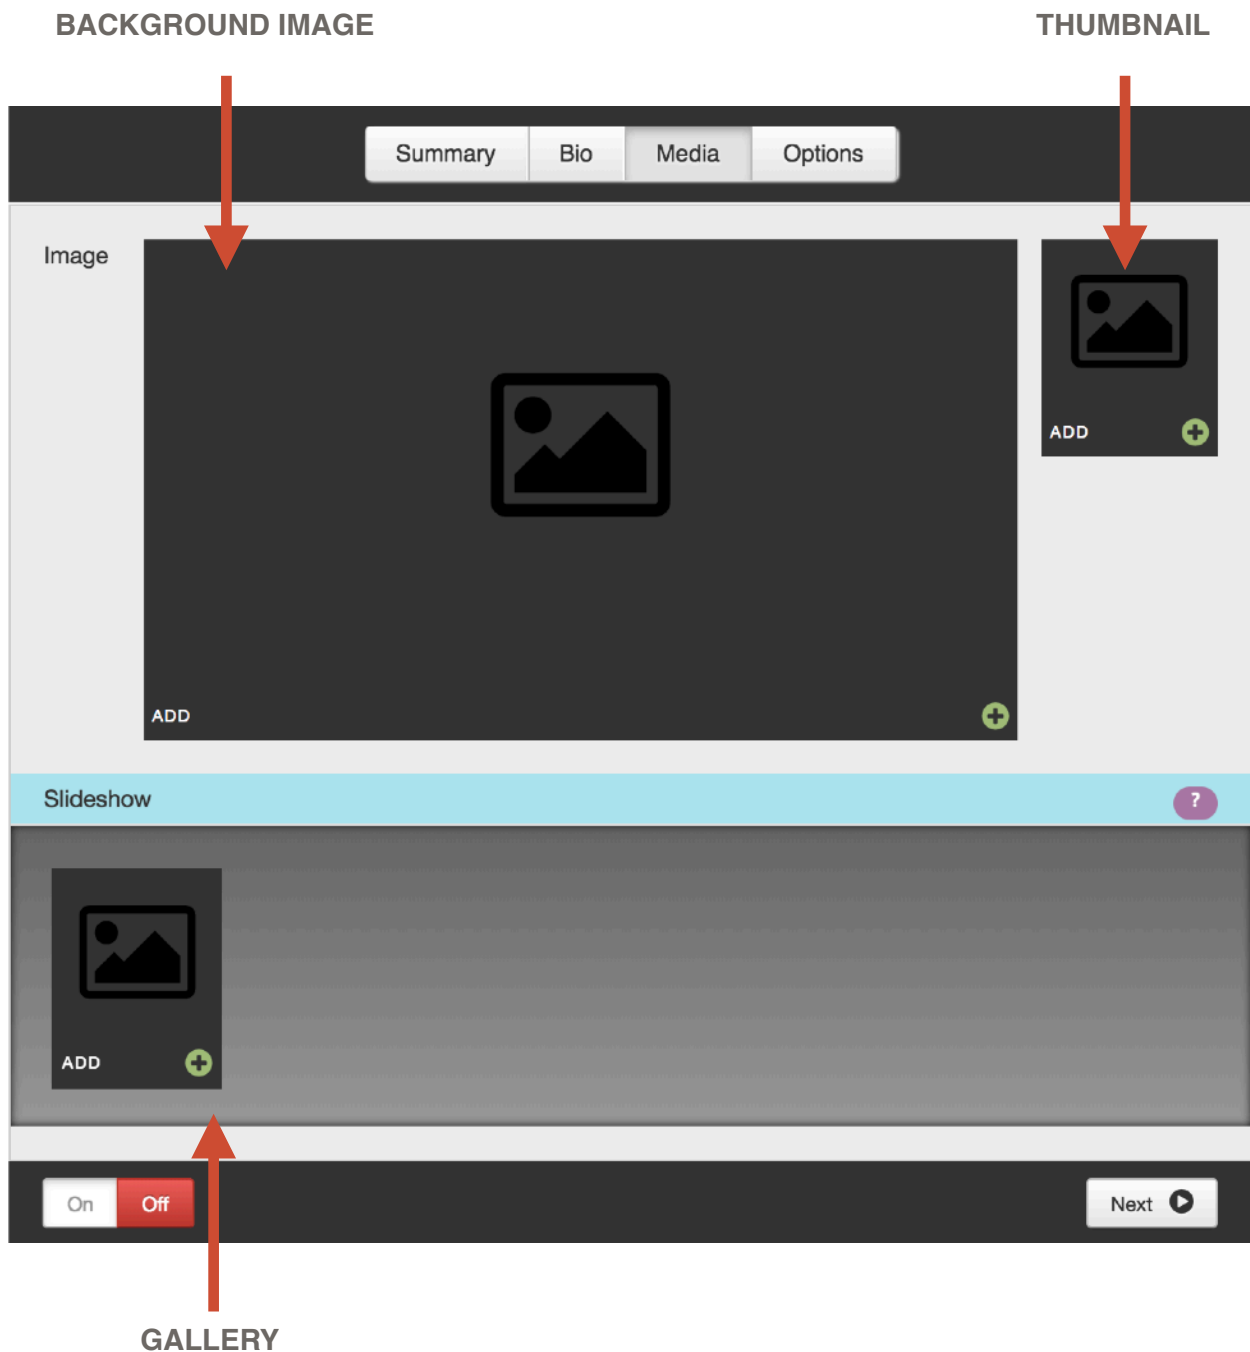 BACKGROUND IMAGE
THUMBNAIL
Summary
Bio
Media
Options
Image
ADD
ADD
Slideshow
?
ADD
On
Off
Next
GALLERY